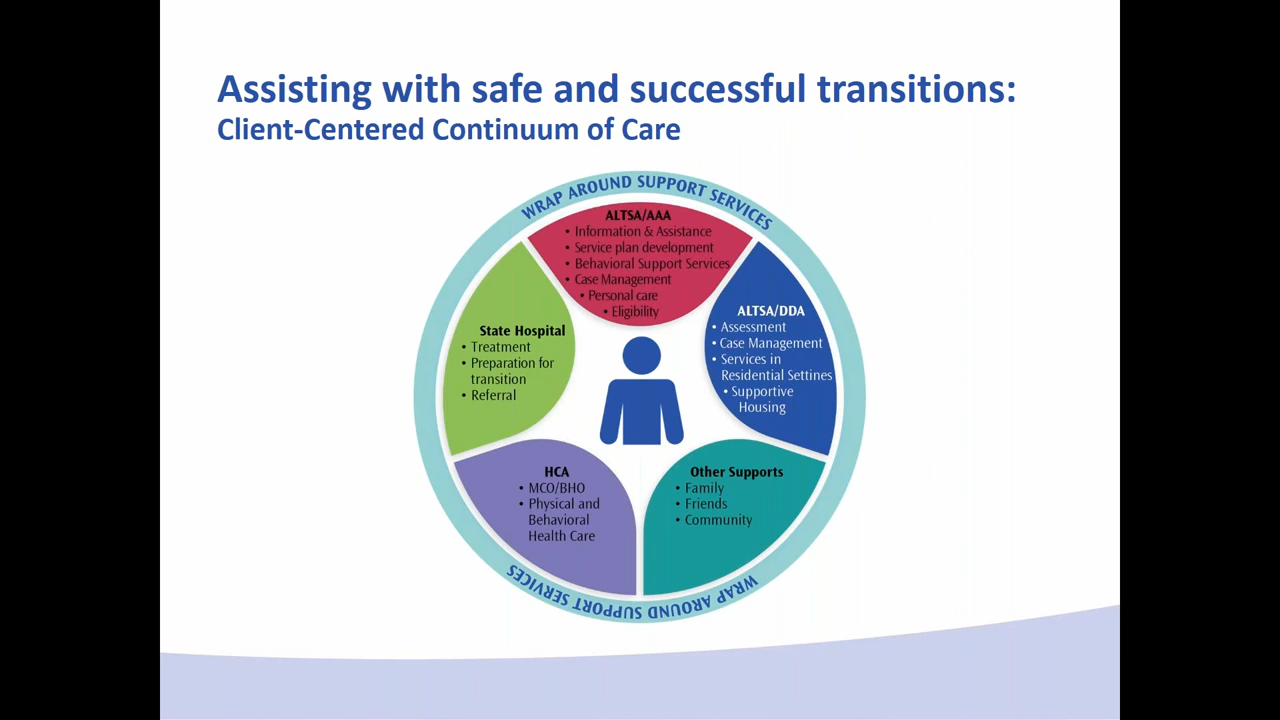 Assisting with safe and successful transitions:
Client-Centered Continuum of Care
WRAP AROUND SUPPORT SERVICES
ALTSA/AAA
• Information & Assistance
• Service plan development
• Behavioral Support Services
• Case Management
• Personal care
• Eligibility
ALTSA/DDA
• Assessment
• Case Management
• Services in
Residential Settines
• Supportive
Housing
State Hospital
• Treatment
• Preparation for
transition
• Referral
HCA
• MCO/BHO
• Physical and
Behavioral
Health Care
Other Supports
• Family
• Friends
• Community
WRAP AROUND SUPPORT SERVICES